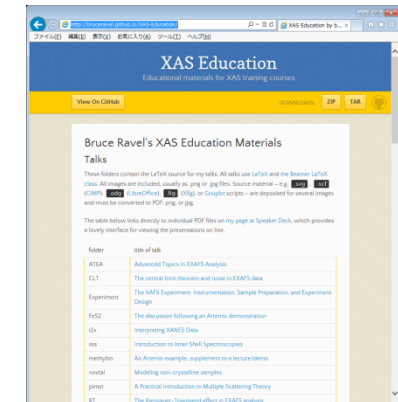 http://bruceravel.github.io/XAS-Education/
XAS Education by b...
ファイル(F) 編集(E) 表示(V) お気に入り(A) ツール(T) ヘルプ(H)
XAS Education
Educational materials for XAS training courses
View On GitHub
DOWNLOADS: ZIP TAR
Bruce Ravel's XAS Education Materials
Talks
These folders contain the LaTeX source for my talks. All talks use LaTeX and the Beamer LaTeX
class. All images are included, usually as .png or .jpg files. Source material – e.g. .svg .xcf
(GIMP), .odg (LibreOffice), .fig (Xfig), or Gnuplot scripts – are deposited for several images
and must be converted to PDF, png, or jpg.
The table below links directly to individual PDF files on my page at Speaker Deck, which provides
a lovely interface for viewing the presentations on line.
folder title of talk
ATEA Advanced Topics In EXAFS Analysis
CLT The central limit theorem and noise in EXAFS data
Experiment The XAFS Experiment: Instrumentation, Sample Preparation, and Experiment
Design
FeS2 The discussion following an Artemis demonstration
i2x Interpreting XANES Data
iiss Introduction to Inner Shell Spectroscopies
methyltin An Artemis example, supplement to a lecture/demo
noxtal Modeling non-crystalline samples
pimst A Practical Introduction to Multiple Scattering Theory
RT The Ramsauer-Townsend effect in EXAFS analysis